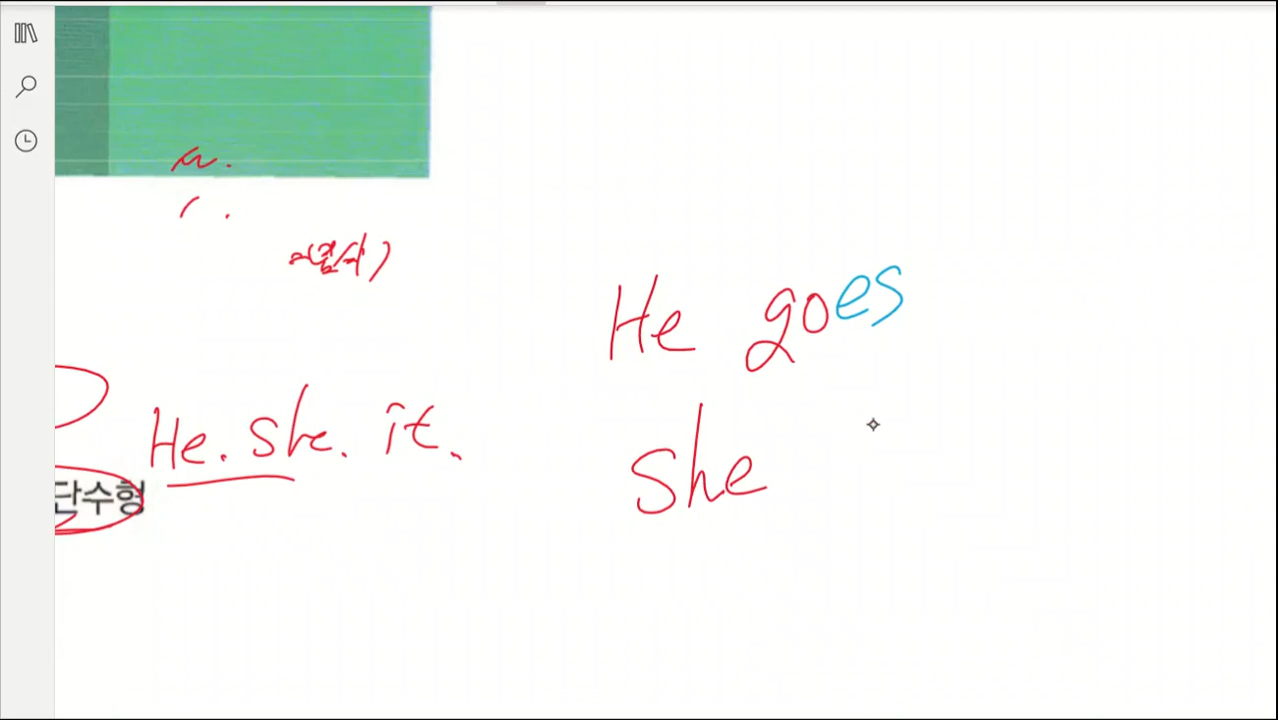 He goes
He. she. it.
she
단수형